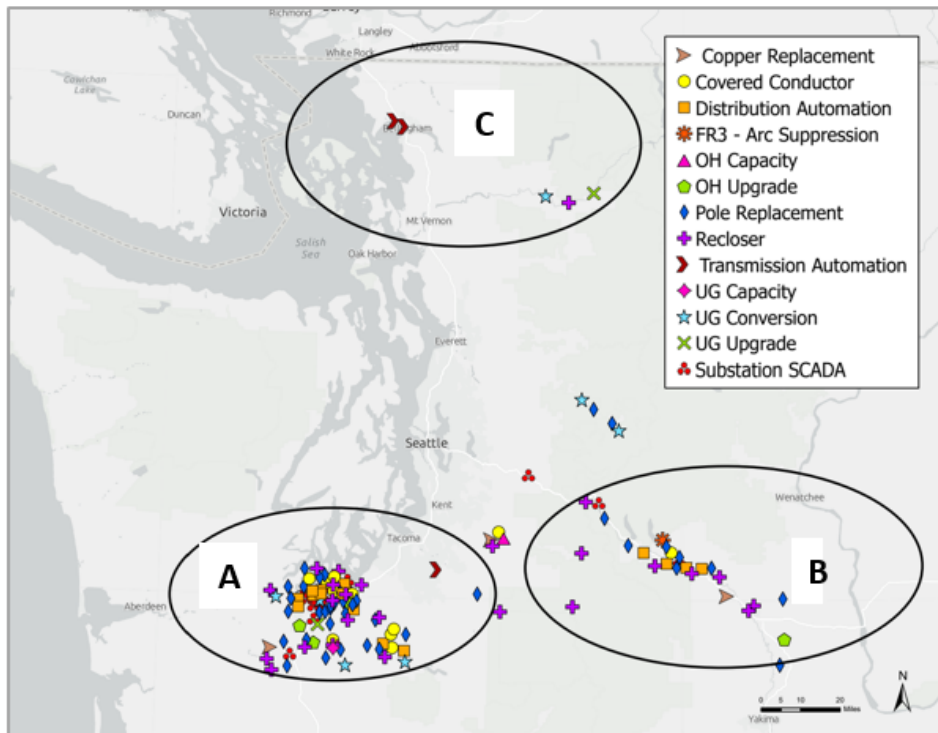 Richmond
Surrey
Langley
White Rock
Abbotsford
Cowichan
Lake
Duncan
Bellingham
C
Victoria
Salish
Sea
Mt Vernon
Oak Harbor
Everett
Seattle
Kent
Wenatchee
Tacoma
A
B
Aberdeen
Yakima
Copper Replacement
Covered Conductor
Distribution Automation
FR3 - Arc Suppression
OH Capacity
OH Upgrade
Pole Replacement
Recloser
Transmission Automation
UG Capacity
UG Conversion
UG Upgrade
Substation SCADA
N
0 5 10 20
Miles